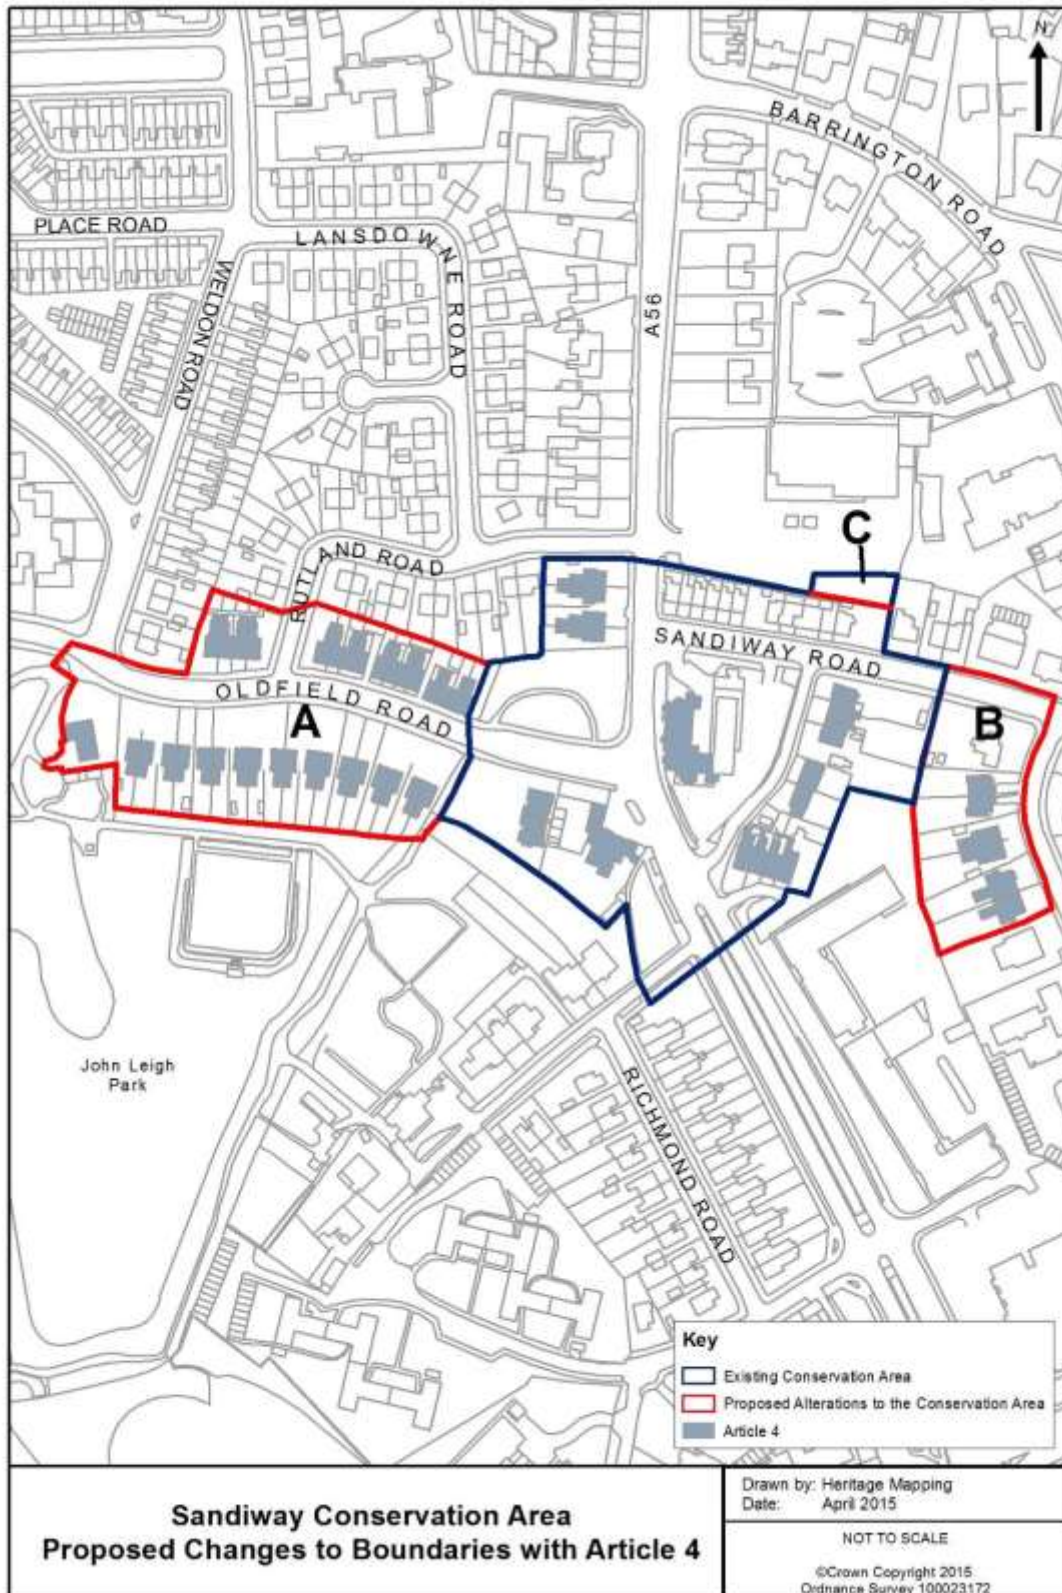 N
BARRINGTON ROAD
PLACE ROAD
LANSDOWNE ROAD
WELDON ROAD
A56
C
RUTLAND ROAD
SANDIWAY ROAD
OLDFIELD ROAD
A
B
John Leigh
Park
RICHMOND ROAD
Key
Existing Conservation Area
Proposed Alterations to the Conservation Area
Article 4
Sandiway Conservation Area
Proposed Changes to Boundaries with Article 4
Drawn by: Heritage Mapping
Date: April 2015
NOT TO SCALE
©Crown Copyright 2015
Ordnance Survey 100023172